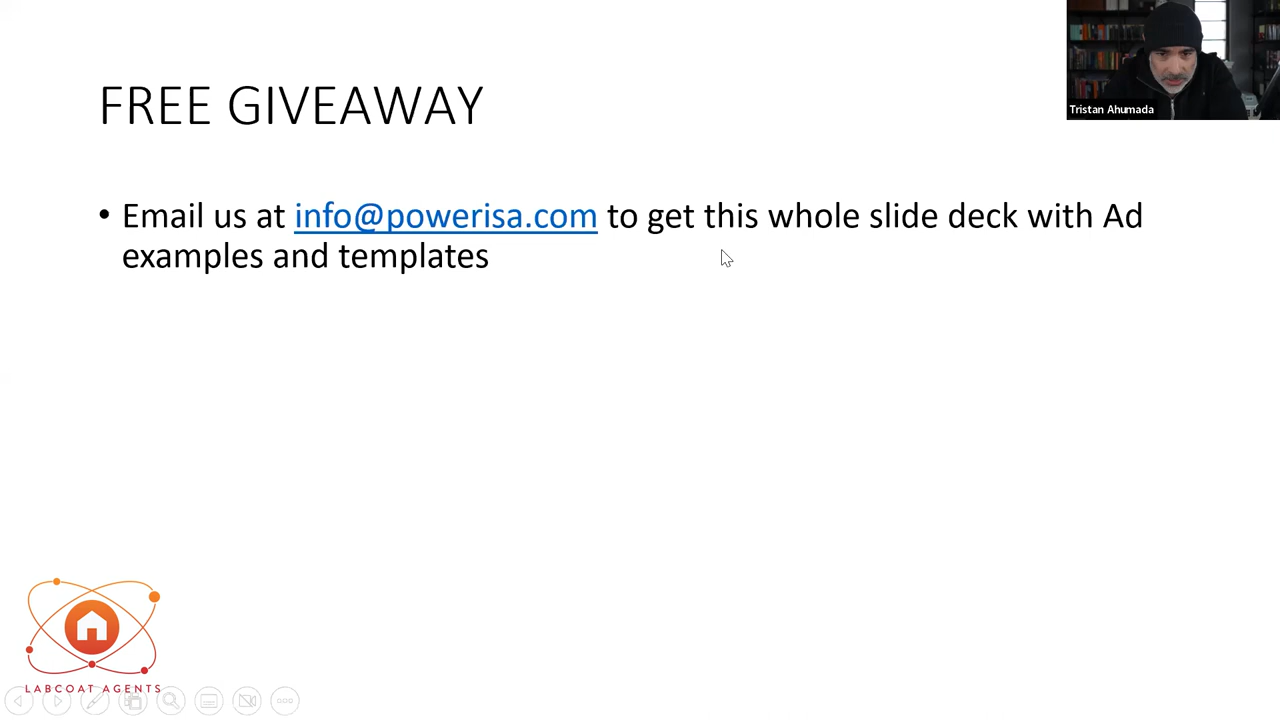 FREE GIVEAWAY
Tristan Ahumada
• Email us at info@powerisa.com to get this whole slide deck with Ad
examples and templates
LABCOAT AGENTS